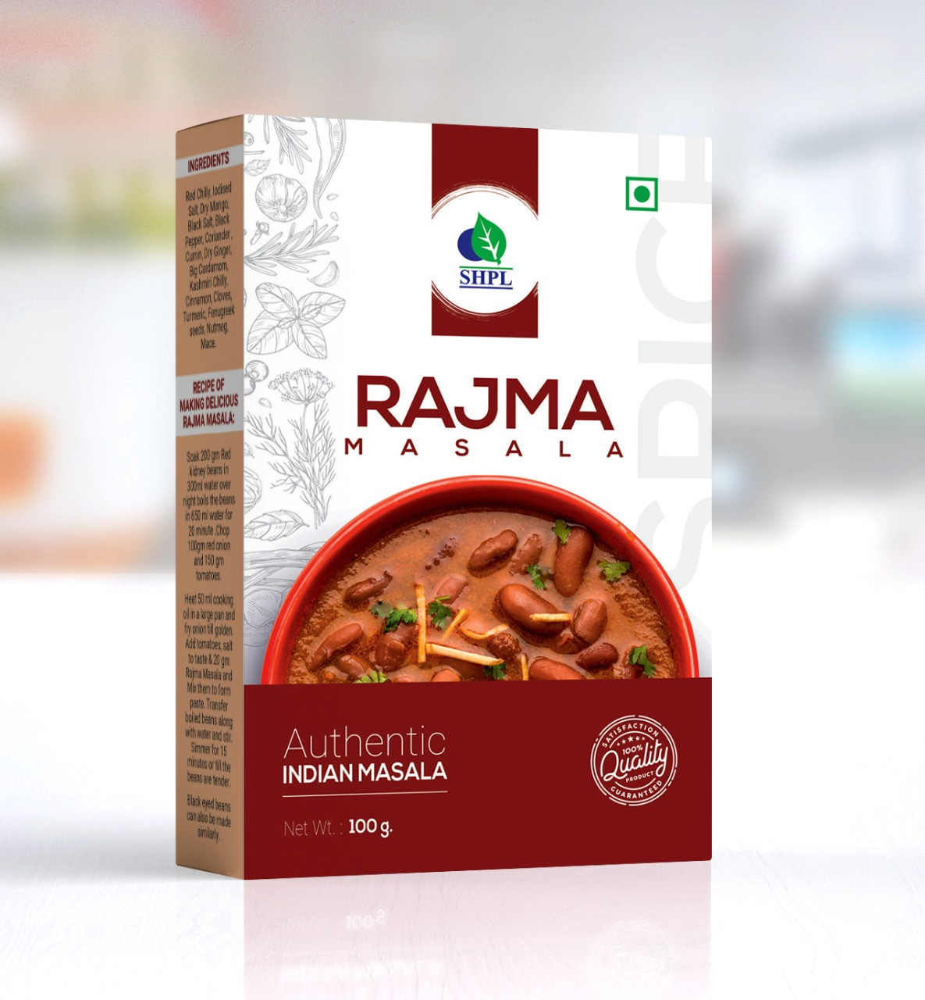 INGREDIENTS
Red Chilly, Iodised
Salt, Dry Mango,
Black Salt, Black
Pepper, Coriander ,
Cumin, Dry Ginger,
Big Cardamom,
Kashmiri Chilly,
Cinnamon, Cloves,
Turmeric, Fenugreek
seeds, Nutmeg,
Mace.
RECIPE OF
MAKING DELICIOUS
RAJMA MASALA:
Soak 200 gm Red
kidney beans in
300ml water over
night boils the beans
in 650 ml water for
20 minute .Chop
100gm red onion
and 150 gm
tomatoes.
Heat 50 ml cooking
oil in a large pan and
fry onion till golden.
Add tomatoes, salt
to taste & 20 gm
Rajma Masala and
Mix them to form
paste. Transfer
boiled beans along
with water and stir.
Simmer for 15
minutes or till the
beans are tender.
Black eyed beans
can also be made
similarly.
SHPL
SPICE
RAJMA
MASALA
Authentic
INDIAN MASALA
Net Wt. : 100 g.
SATISFACTION
100%
Quality
PRODUCT
GUARANTEED